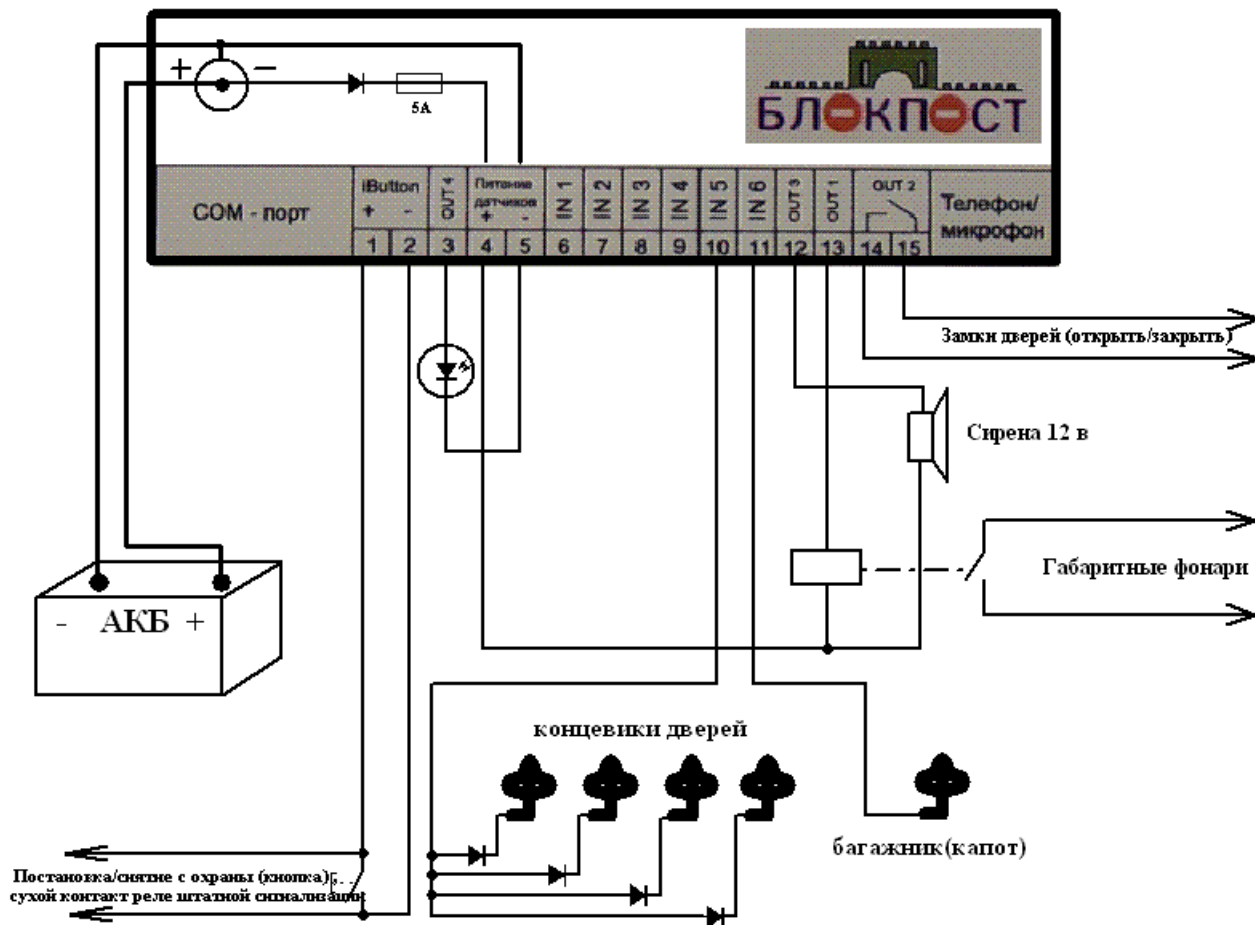 + −
5А
БЛОКПОСТ
COM - порт
iButton
+ -
OUT 4
Питание
датчиков
+ -
IN 1
IN 2
IN 3
IN 4
IN 5
IN 6
OUT 3
OUT 1
OUT 2
Телефон/
микрофон
1 2 3 4 5 6 7 8 9 10 11 12 13 14 15
Замки дверей (открыть/закрыть)
Сирена 12 в
Габаритные фонари
- АКБ +
концевики дверей
багажник(капот)
Постановка/снятие с охраны (кнопка)
сухой контакт реле штатной сигнализации